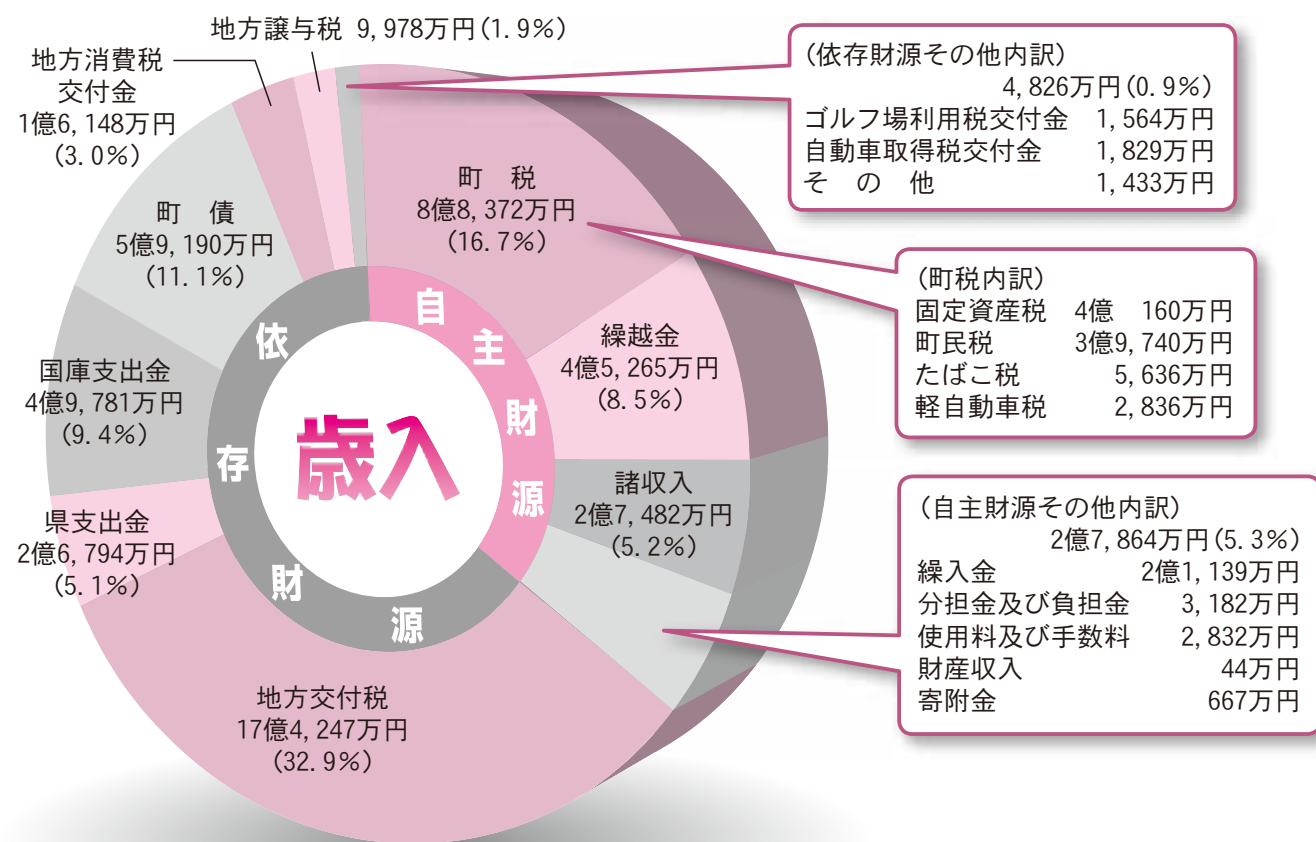 地方譲与税 9,978万円(1.9%)
地方消費税
交付金
1億6,148万円
(3.0%)
町 債
5億9,190万円
(11.1%)
国庫支出金
4億9,781万円
(9.4%)
県支出金
2億6,794万円
(5.1%)
地方交付税
17億4,247万円
(32.9%)
町 税
8億8,372万円
(16.7%)
繰越金
4億5,265万円
(8.5%)
諸収入
2億7,482万円
(5.2%)
自主財源
依存財源
歳入
(依存財源その他内訳)
4,826万円(0.9%)
ゴルフ場利用税交付金 1,564万円
自動車取得税交付金 1,829万円
そ の 他 1,433万円
(町税内訳)
固定資産税 4億 160万円
町民税 3億9,740万円
たばこ税 5,636万円
軽自動車税 2,836万円
(自主財源その他内訳)
2億7,864万円(5.3%)
繰入金 2億1,139万円
分担金及び負担金 3,182万円
使用料及び手数料 2,832万円
財産収入 44万円
寄附金 667万円